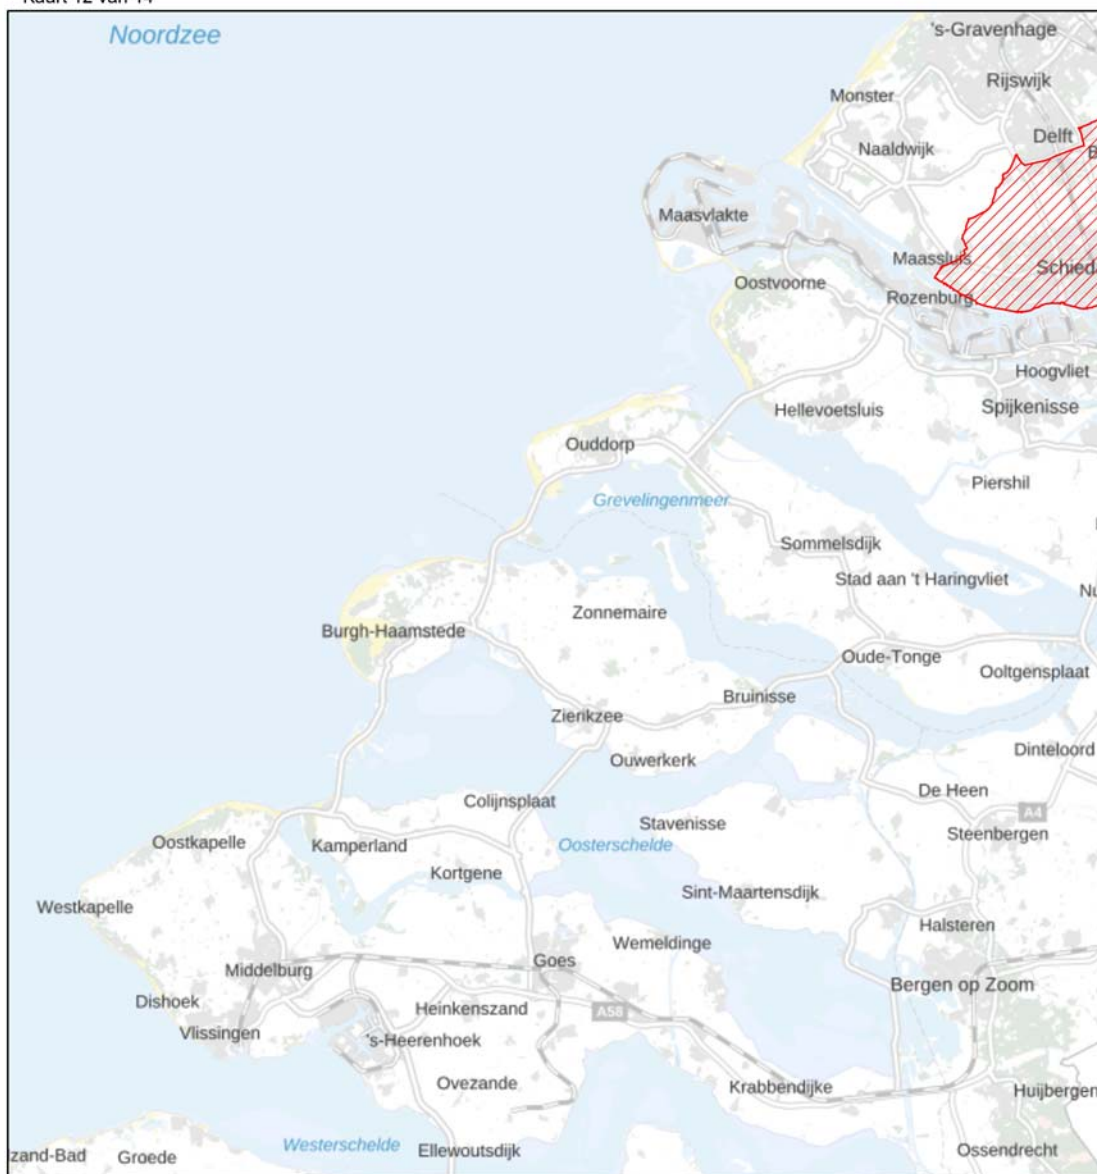 Kaart 12 van 14
Noordzee
's-Gravenhage
Rijswijk
Monster
Delft
Naaldwijk
Maasvlakte
Maassluis
Schied
Oostvoorne
Rozenburg
Hoogvliet
Hellevoetsluis
Spijkenisse
Ouddorp
Piershil
Grevelingenmeer
Sommelsdijk
Stad aan 't Haringvliet
Nu
Zonnemaire
Burgh-Haamstede
Oude-Tonge
Ooltgensplaat
Bruinisse
Zierikzee
Dinteloord
Ouwerkerk
De Heen
Colijnsplaat
A4
Stavenisse
Steenbergen
Oostkapelle
Kamperland
Oosterschelde
Kortgene
Sint-Maartensdijk
Westkapelle
Halsteren
Wemeldinge
Goes
Middelburg
Bergen op Zoom
Dishoek
Heinkenszand
A58
Vlissingen
's-Heerenhoek
Ovezande
Krabbendijke
Huijbergen
Westerschelde
Ellewoutsdijk
Ossendrecht
zand-Bad
Groede